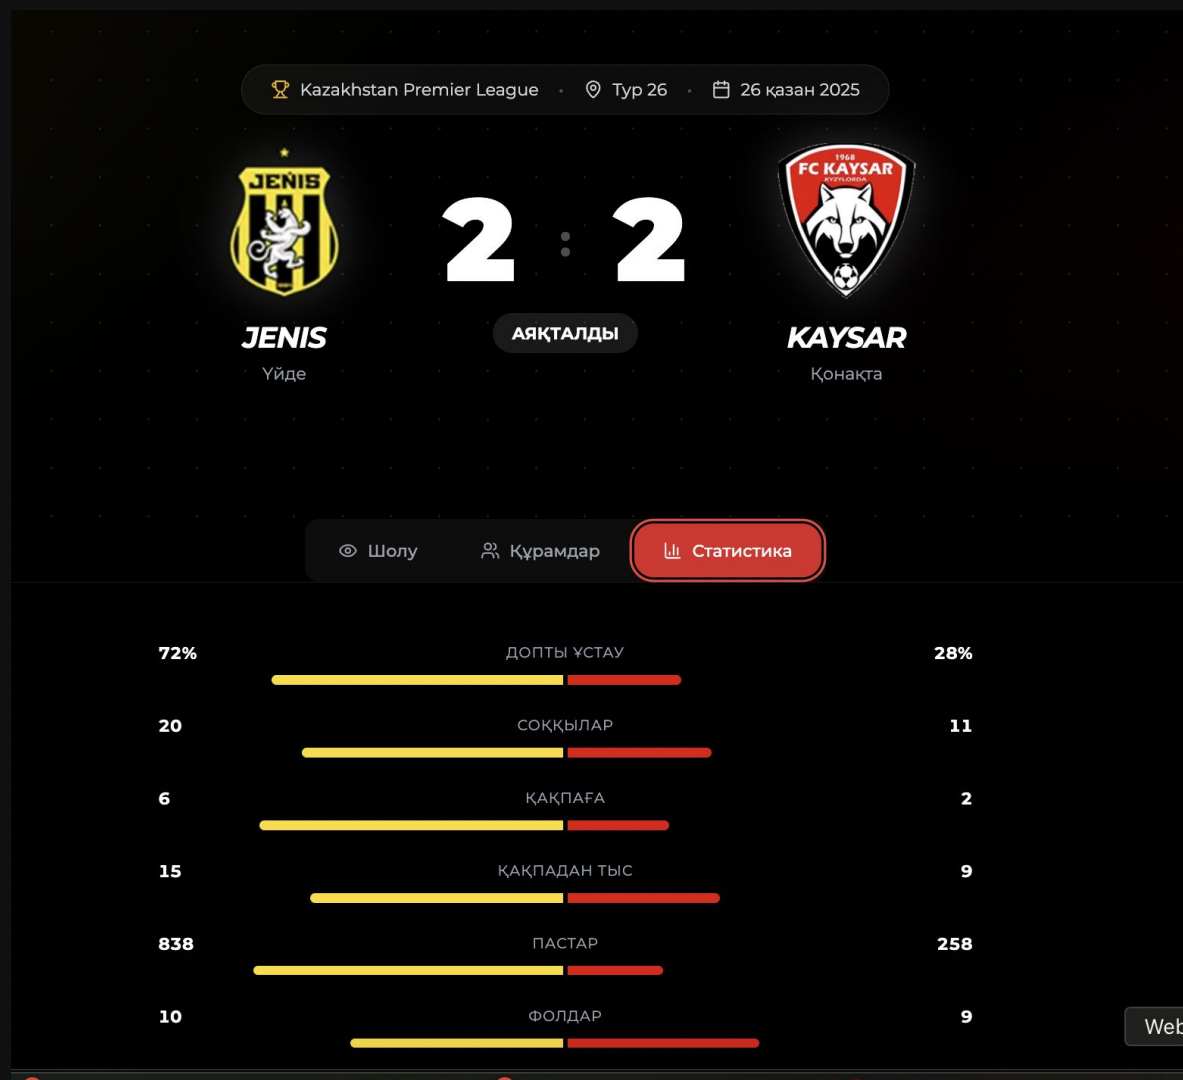 Kazakhstan Premier League • Тур 26 • 26 қазан 2025
JENIS
1968
FC KAYSAR
KYZYLORDA
2 : 2
JENIS
АЯҚТАЛДЫ
KAYSAR
Үйде
Қонақта
Шолу
Құрамдар
Статистика
72% ДОПТЫ ҰСТАУ 28%
20 СОҚҚЫЛАР 11
6 ҚАҚПАҒА 2
15 ҚАҚПАДАН ТЫС 9
838 ПАСТАР 258
10 ФОЛДАР 9
Web